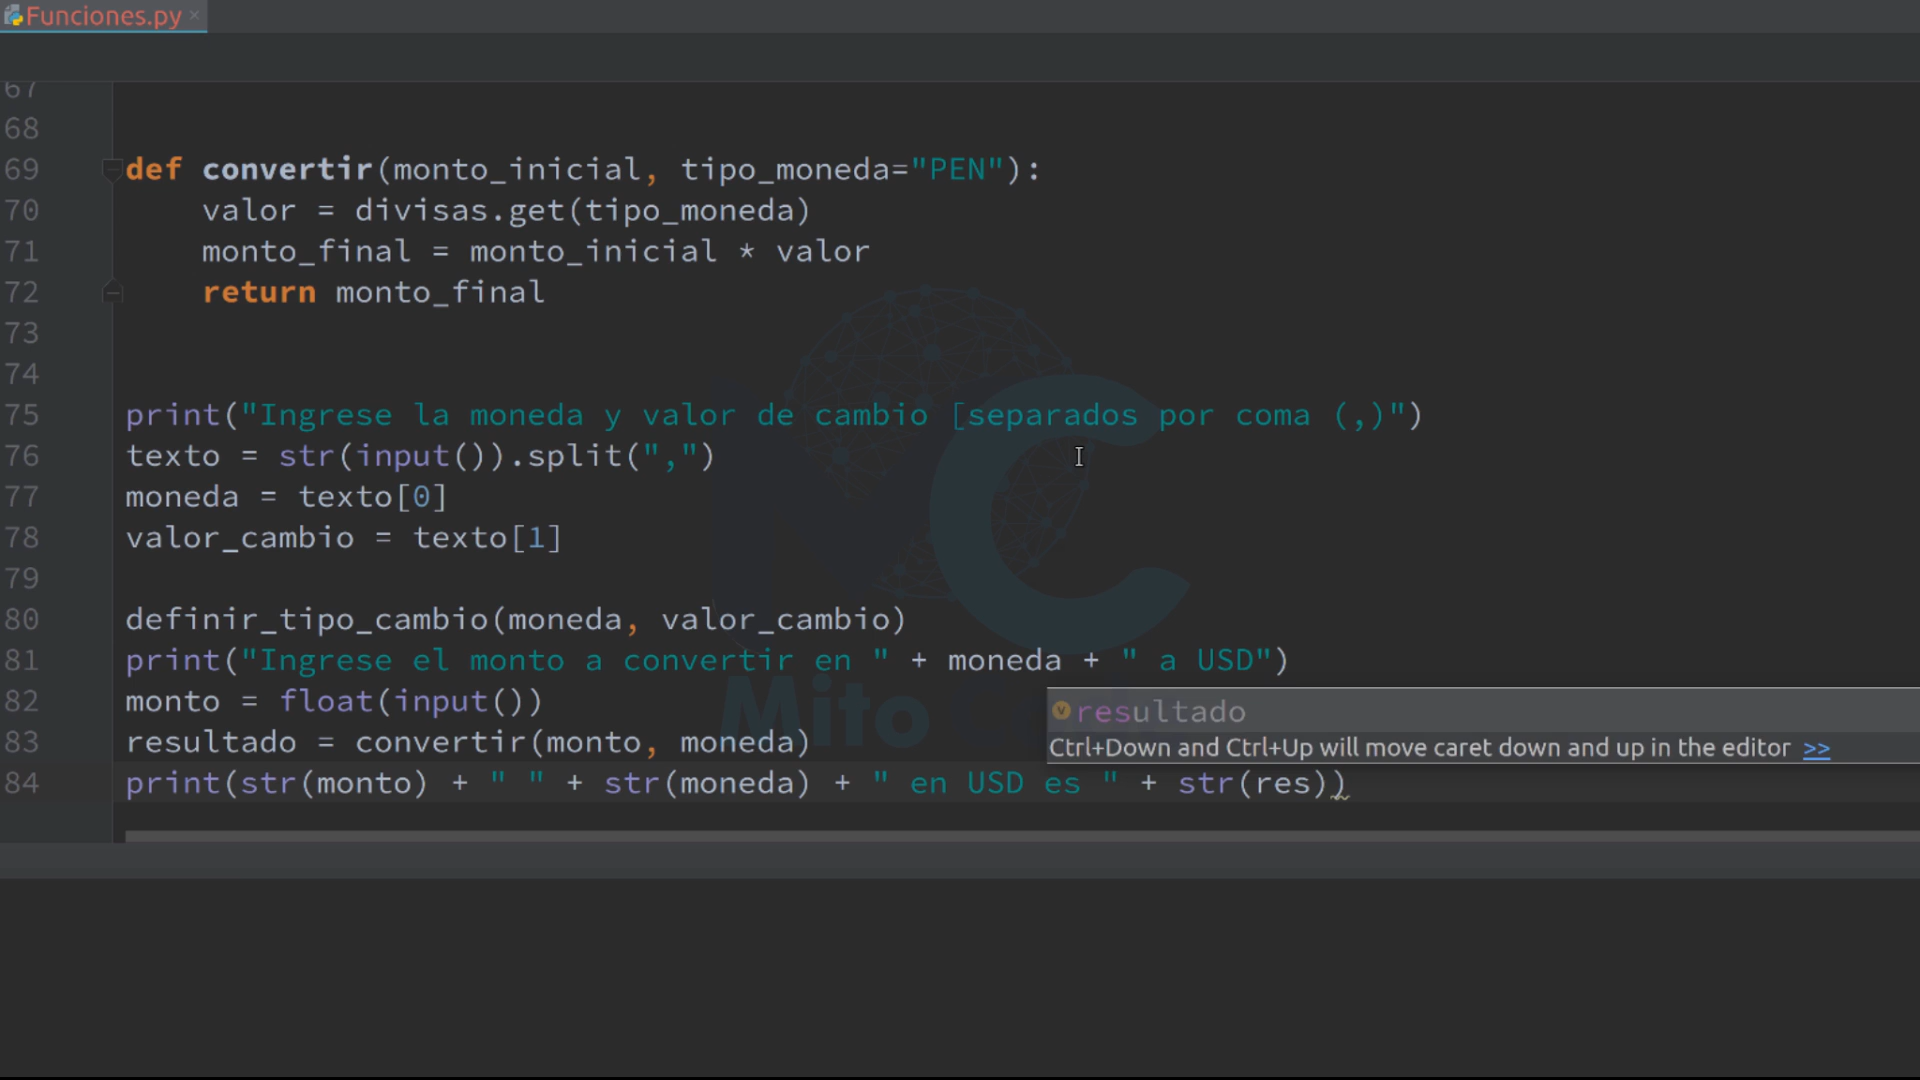 Funciones.py
67
68
69 def convertir(monto_inicial, tipo_moneda="PEN"):
70 valor = divisas.get(tipo_moneda)
71 monto_final = monto_inicial * valor
72 return monto_final
73
74
75 print("Ingrese la moneda y valor de cambio [separados por coma (,)")
76 texto = str(input()).split(",")
77 moneda = texto[0]
78 valor_cambio = texto[1]
79
80 definir_tipo_cambio(moneda, valor_cambio)
81 print("Ingrese el monto a convertir en " + moneda + " a USD")
82 monto = float(input())
resultado
83 resultado = convertir(monto, moneda)
Ctrl+Down and Ctrl+Up will move caret down and up in the editor >>
84 print(str(monto) + " " + str(moneda) + " en USD es " + str(res))
Mito